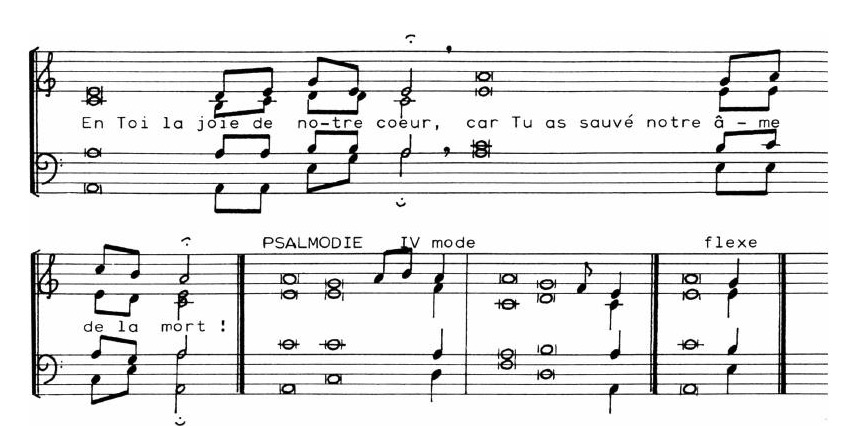 En Toi la joie de no-tre coeur, car Tu as sauvé notre â - me
PSALMODIE IV mode flexe
de la mort !